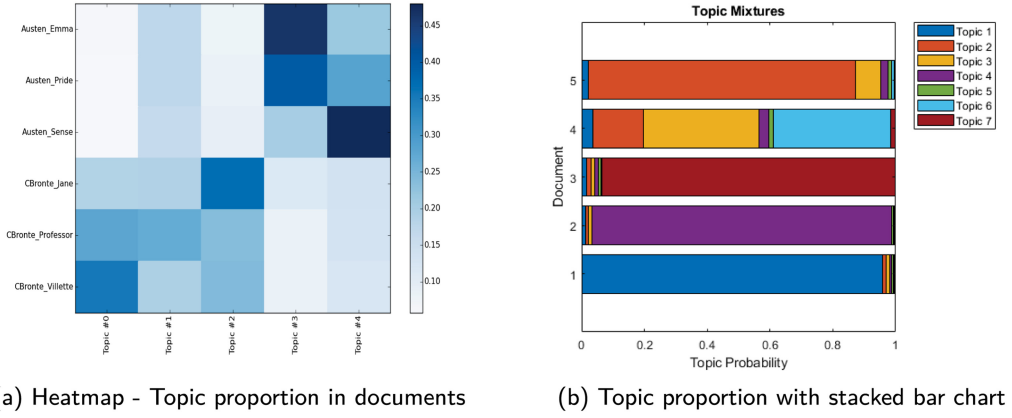 Austen_Emma
Austen_Pride
Austen_Sense
CBronte_Jane
CBronte_Professor
CBronte_Villette
Topic #0
Topic #1
Topic #2
Topic #3
Topic #4
0.45
0.40
0.35
0.30
0.25
0.20
0.15
0.10
a) Heatmap - Topic proportion in documents
Topic Mixtures
Document
5
4
3
2
1
0 0.2 0.4 0.6 0.8 1
Topic Probability
Topic 1
Topic 2
Topic 3
Topic 4
Topic 5
Topic 6
Topic 7
(b) Topic proportion with stacked bar chart